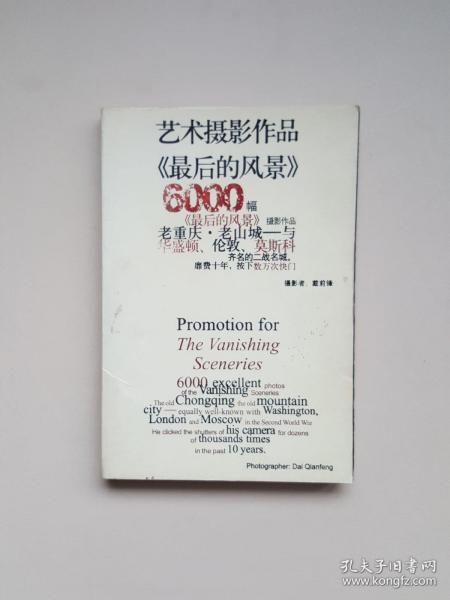 艺术摄影作品
《最后的风景》
6000幅
《最后的风景》摄影作品
老重庆·老山城——与
华盛顿、伦敦、莫斯科
齐名的二战名城。
靡费十年,按下数万次快门
摄影者:戴前锋
Promotion for
The Vanishing
Sceneries
6000 excellent photos
of the Vanishing Sceneries
The old Chongqing the old mountain
city — equally well-known with Washington,
London and Moscow in the Second World War
He clicked the shutters of his camera for dozens
of thousands times
in the past 10 years.
Photographer: Dai Qianfeng
孔夫子旧书网
www.kongfz.com